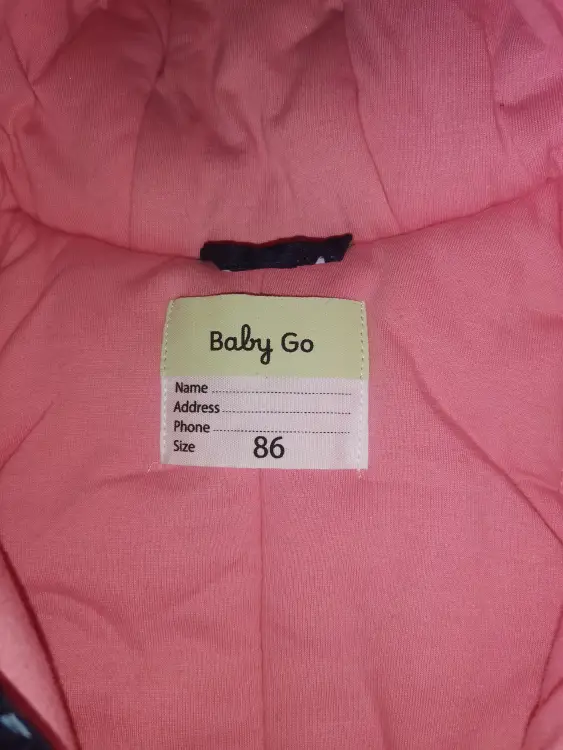 Baby Go
Name
Address
Phone
Size 86